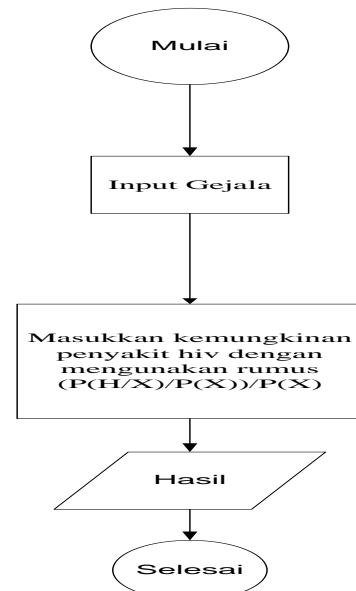 Mulai
Input Gejala
Masukkan kemungkinan
penyakit hiv dengan
mengunakan rumus
(P(H/X)/P(X))/P(X)
Hasil
Selesai